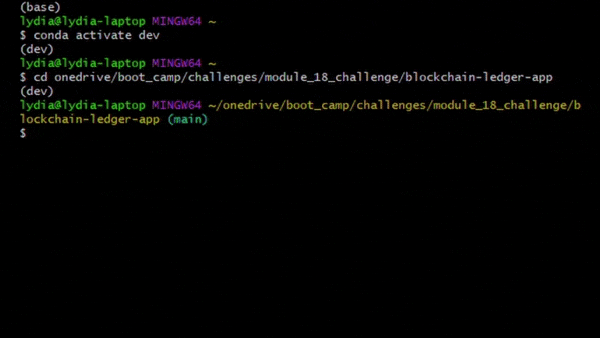 (base)
lydia@lydia-laptop MINGW64 ~
$ conda activate dev
(dev)
lydia@lydia-laptop MINGW64 ~
$ cd onedrive/boot_camp/challenges/module_18_challenge/blockchain-ledger-app
(dev)
lydia@lydia-laptop MINGW64 ~/onedrive/boot_camp/challenges/module_18_challenge/b
lockchain-ledger-app (main)
$